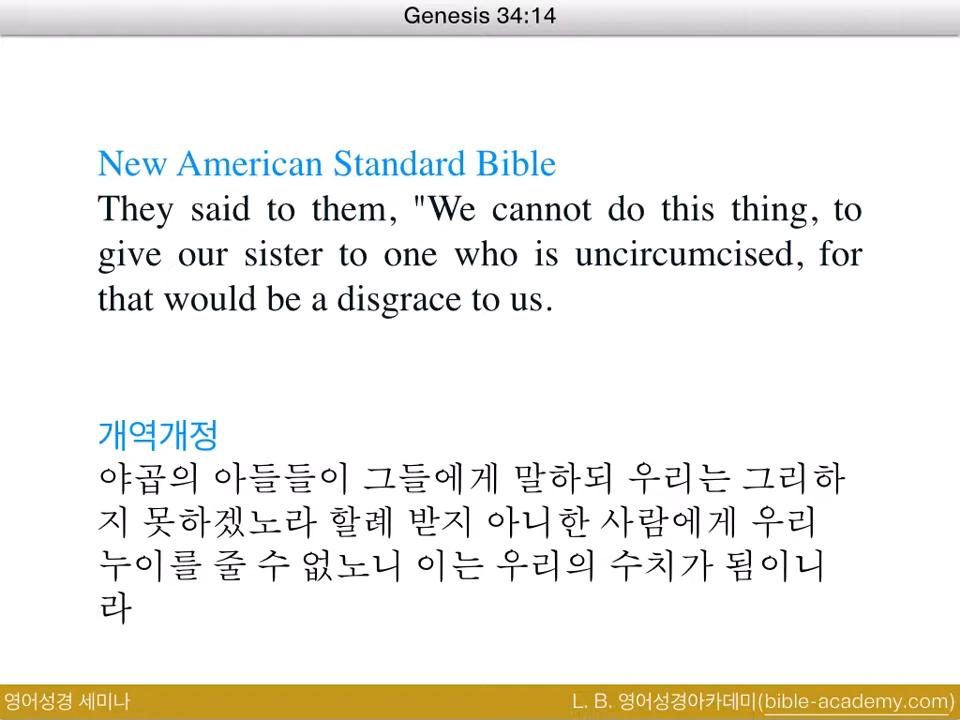 Genesis 34:14
New American Standard Bible
They said to them, "We cannot do this thing, to
give our sister to one who is uncircumcised, for
that would be a disgrace to us.
개역개정
야곱의 아들들이 그들에게 말하되 우리는 그리하
지 못하겠노라 할례 받지 아니한 사람에게 우리
누이를 줄 수 없노니 이는 우리의 수치가 됨이니
라
영어성경 세미나
L. B. 영어성경아카데미(bible-academy.com)